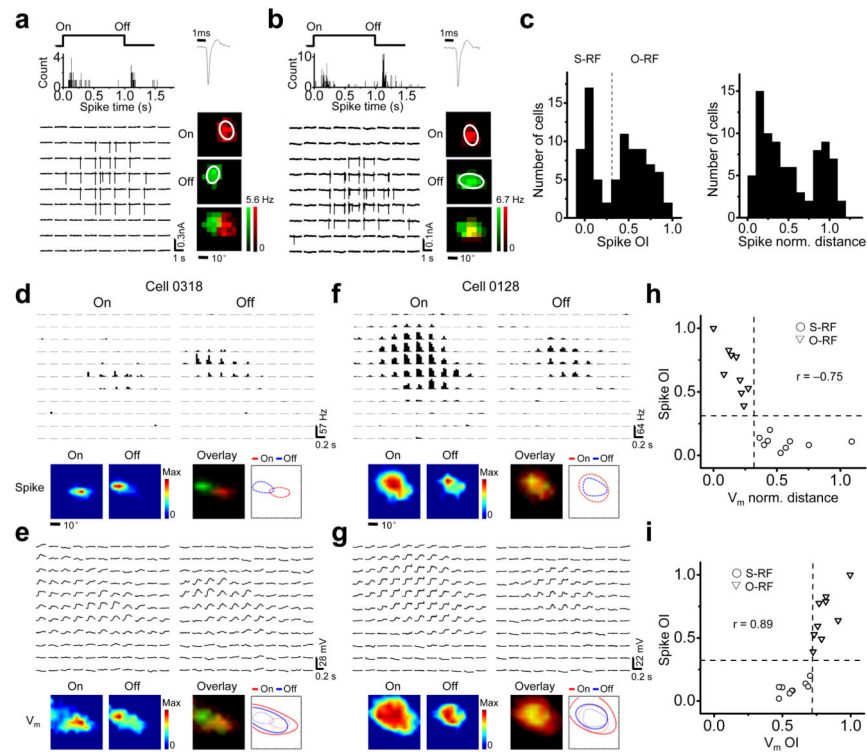 a
On Off
1ms
Count
4
2
0
0.0 0.5 1.0 1.5
Spike time (s)
On
Off
5.6 Hz
0
0.3nA
1 s
10°
b
On Off
1ms
Count
10
5
0
0.0 0.5 1.0 1.5
Spike time (s)
On
Off
6.7 Hz
0
0.1nA
1 s
10°
c
S-RF O-RF
Number of cells
15
10
5
0
0.0 0.5 1.0
Spike OI
Number of cells
15
10
5
0
0.0 0.5 1.0
Spike norm. distance
d
Cell 0318
On Off
57 Hz
0.2 s
Spike
On Off Overlay
Max
0
On Off
10°
e
28 mV
0.2 s
Vm
On Off Overlay
Max
0
On Off
f
Cell 0128
On Off
64 Hz
0.2 s
On Off Overlay
Max
0
On Off
10°
g
22 mV
0.2 s
On Off Overlay
Max
0
On Off
h
Spike OI
1.0
0.5
0.0
S-RF
O-RF
r = –0.75
0.0 0.5 1.0
Vm norm. distance
i
Spike OI
1.0
0.5
0.0
S-RF
O-RF
r = 0.89
0.0 0.5 1.0
Vm OI